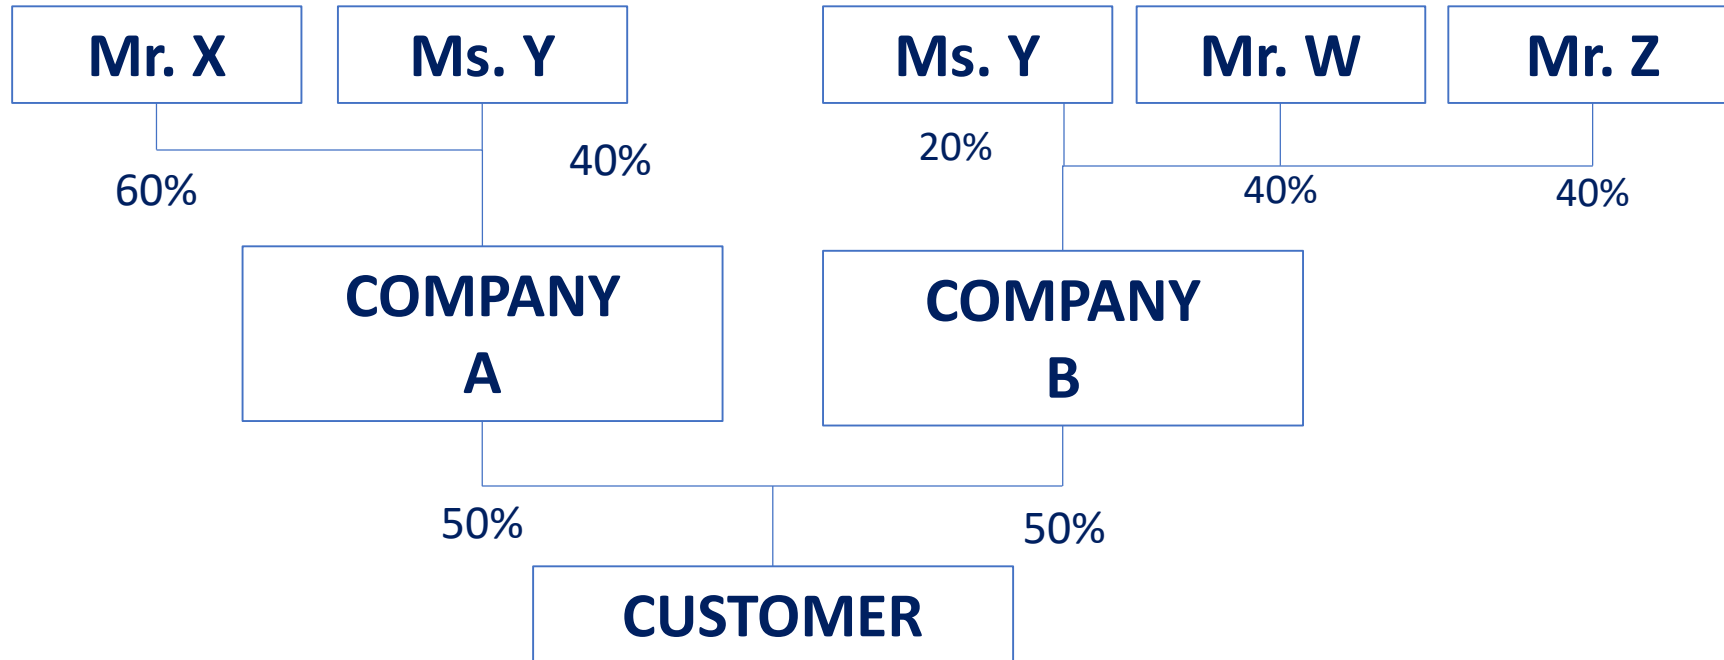 Mr. X
Ms. Y
Ms. Y
Mr. W
Mr. Z
60%
40%
20%
40%
40%
COMPANY
A
COMPANY
B
50%
50%
CUSTOMER